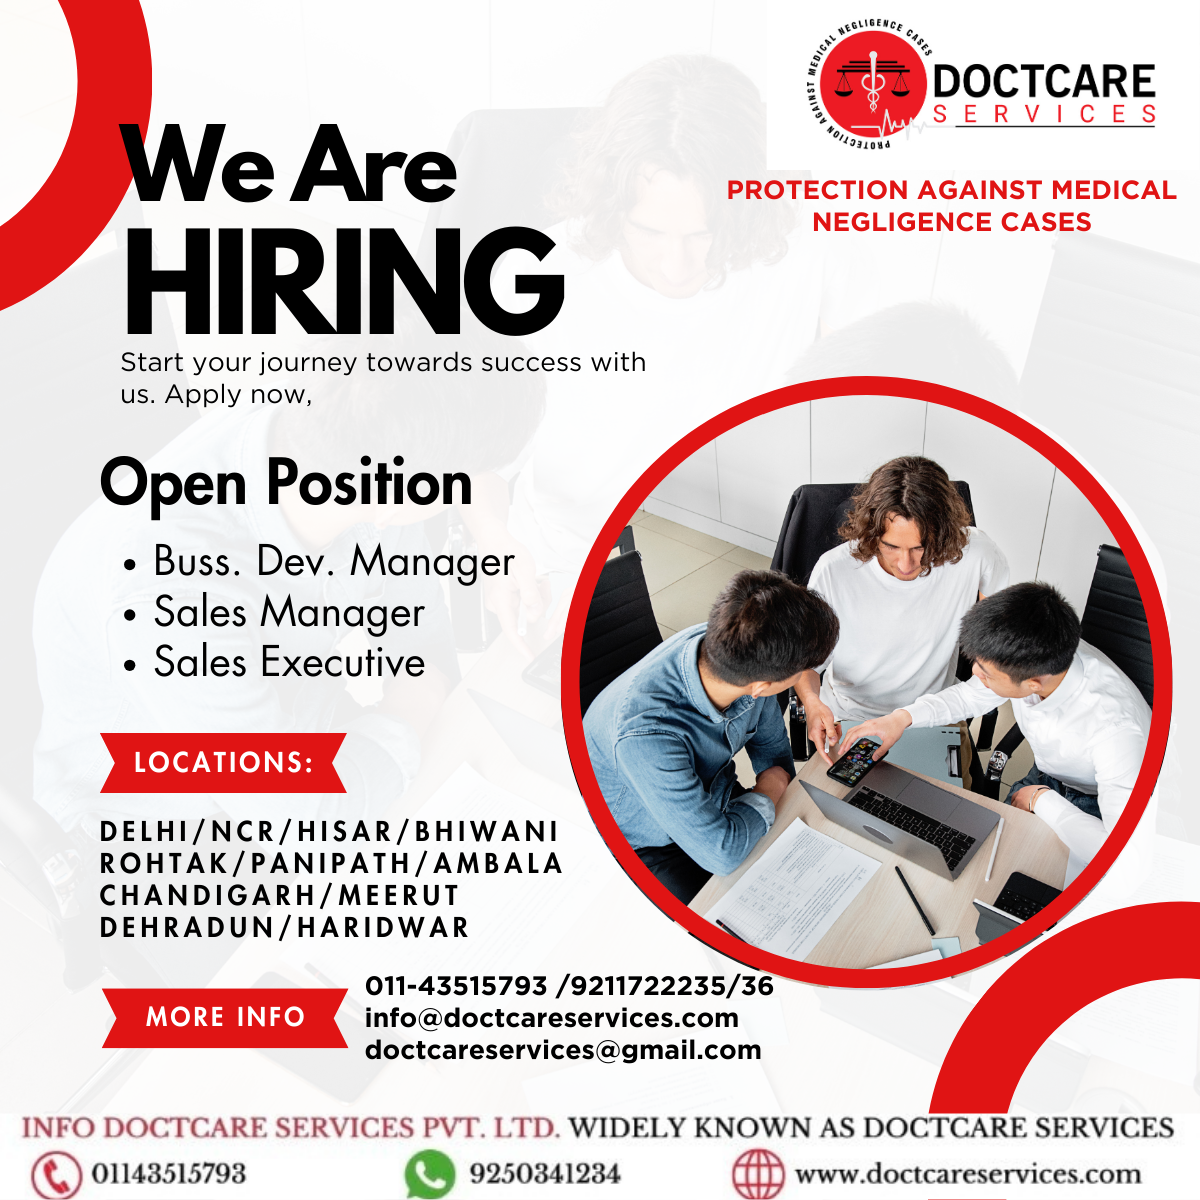 PROTECTION AGAINST MEDICAL NEGLIGENCE CASES
DOCTCARE
SERVICES
PROTECTION AGAINST MEDICAL
NEGLIGENCE CASES
We Are
HIRING
Start your journey towards success with
us. Apply now,
Open Position
• Buss. Dev. Manager
• Sales Manager
• Sales Executive
LOCATIONS:
DELHI/NCR/HISAR/BHIWANI
ROHTAK/PANIPATH/AMBALA
CHANDIGARH/MEERUT
DEHRADUN/HARIDWAR
MORE INFO
011-43515793 /9211722235/36
info@doctcareservices.com
doctcareservices@gmail.com
INFO DOCTCARE SERVICES PVT. LTD. WIDELY KNOWN AS DOCTCARE SERVICES
01143515793
9250341234
www.doctcareservices.com